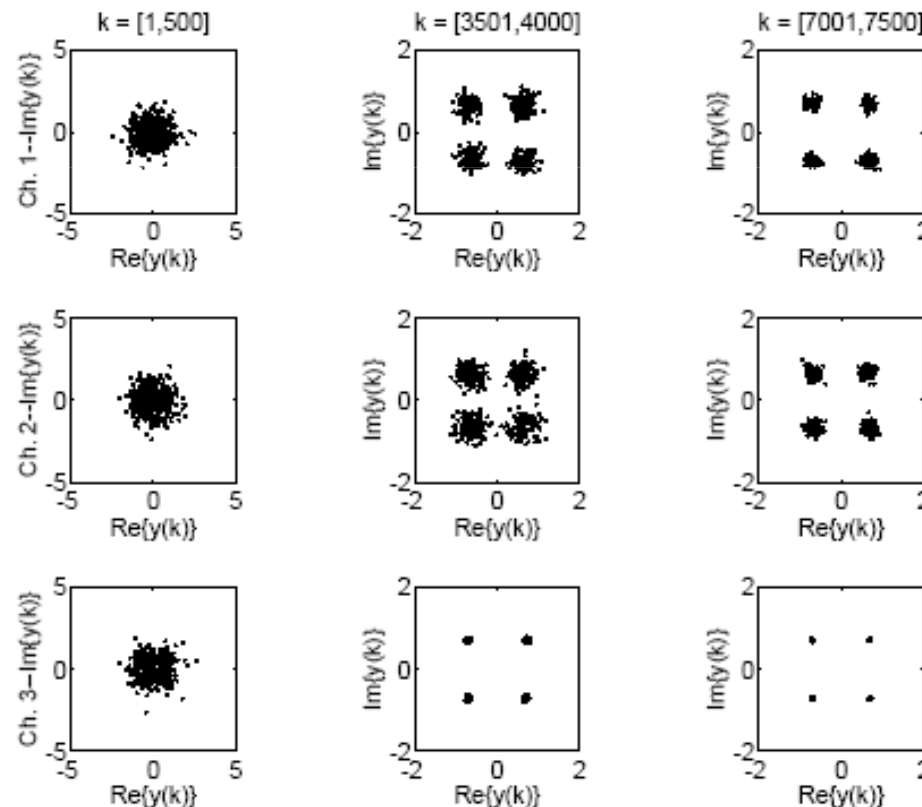 k = [1,500] k = [3501,4000] k = [7001,7500]
5 2 2
Ch. 1--Im{y(k)} 0 Im{y(k)} 0 Im{y(k)} 0
-5 -2 -2
-5 0 5 -2 0 2 -2 0 2
Re{y(k)} Re{y(k)} Re{y(k)}
5 2 2
Ch. 2--Im{y(k)} 0 Im{y(k)} 0 Im{y(k)} 0
-5 -2 -2
-5 0 5 -2 0 2 -2 0 2
Re{y(k)} Re{y(k)} Re{y(k)}
5 2 2
Ch. 3--Im{y(k)} 0 Im{y(k)} 0 Im{y(k)} 0
-5 -2 -2
-5 0 5 -2 0 2 -2 0 2
Re{y(k)} Re{y(k)} Re{y(k)}